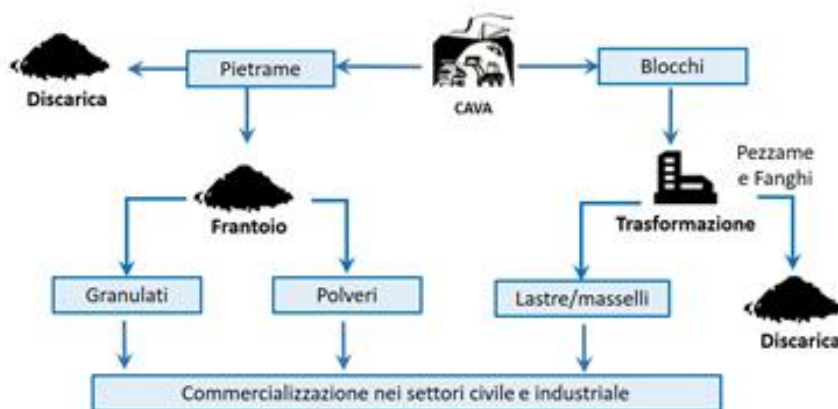 Pietrame
Blocchi
Discarica
CAVA
Pezzame
e Fanghi
Frantoio
Trasformazione
Granulati
Polveri
Lastre/masselli
Discarica
Commercializzazione nei settori civile e industriale